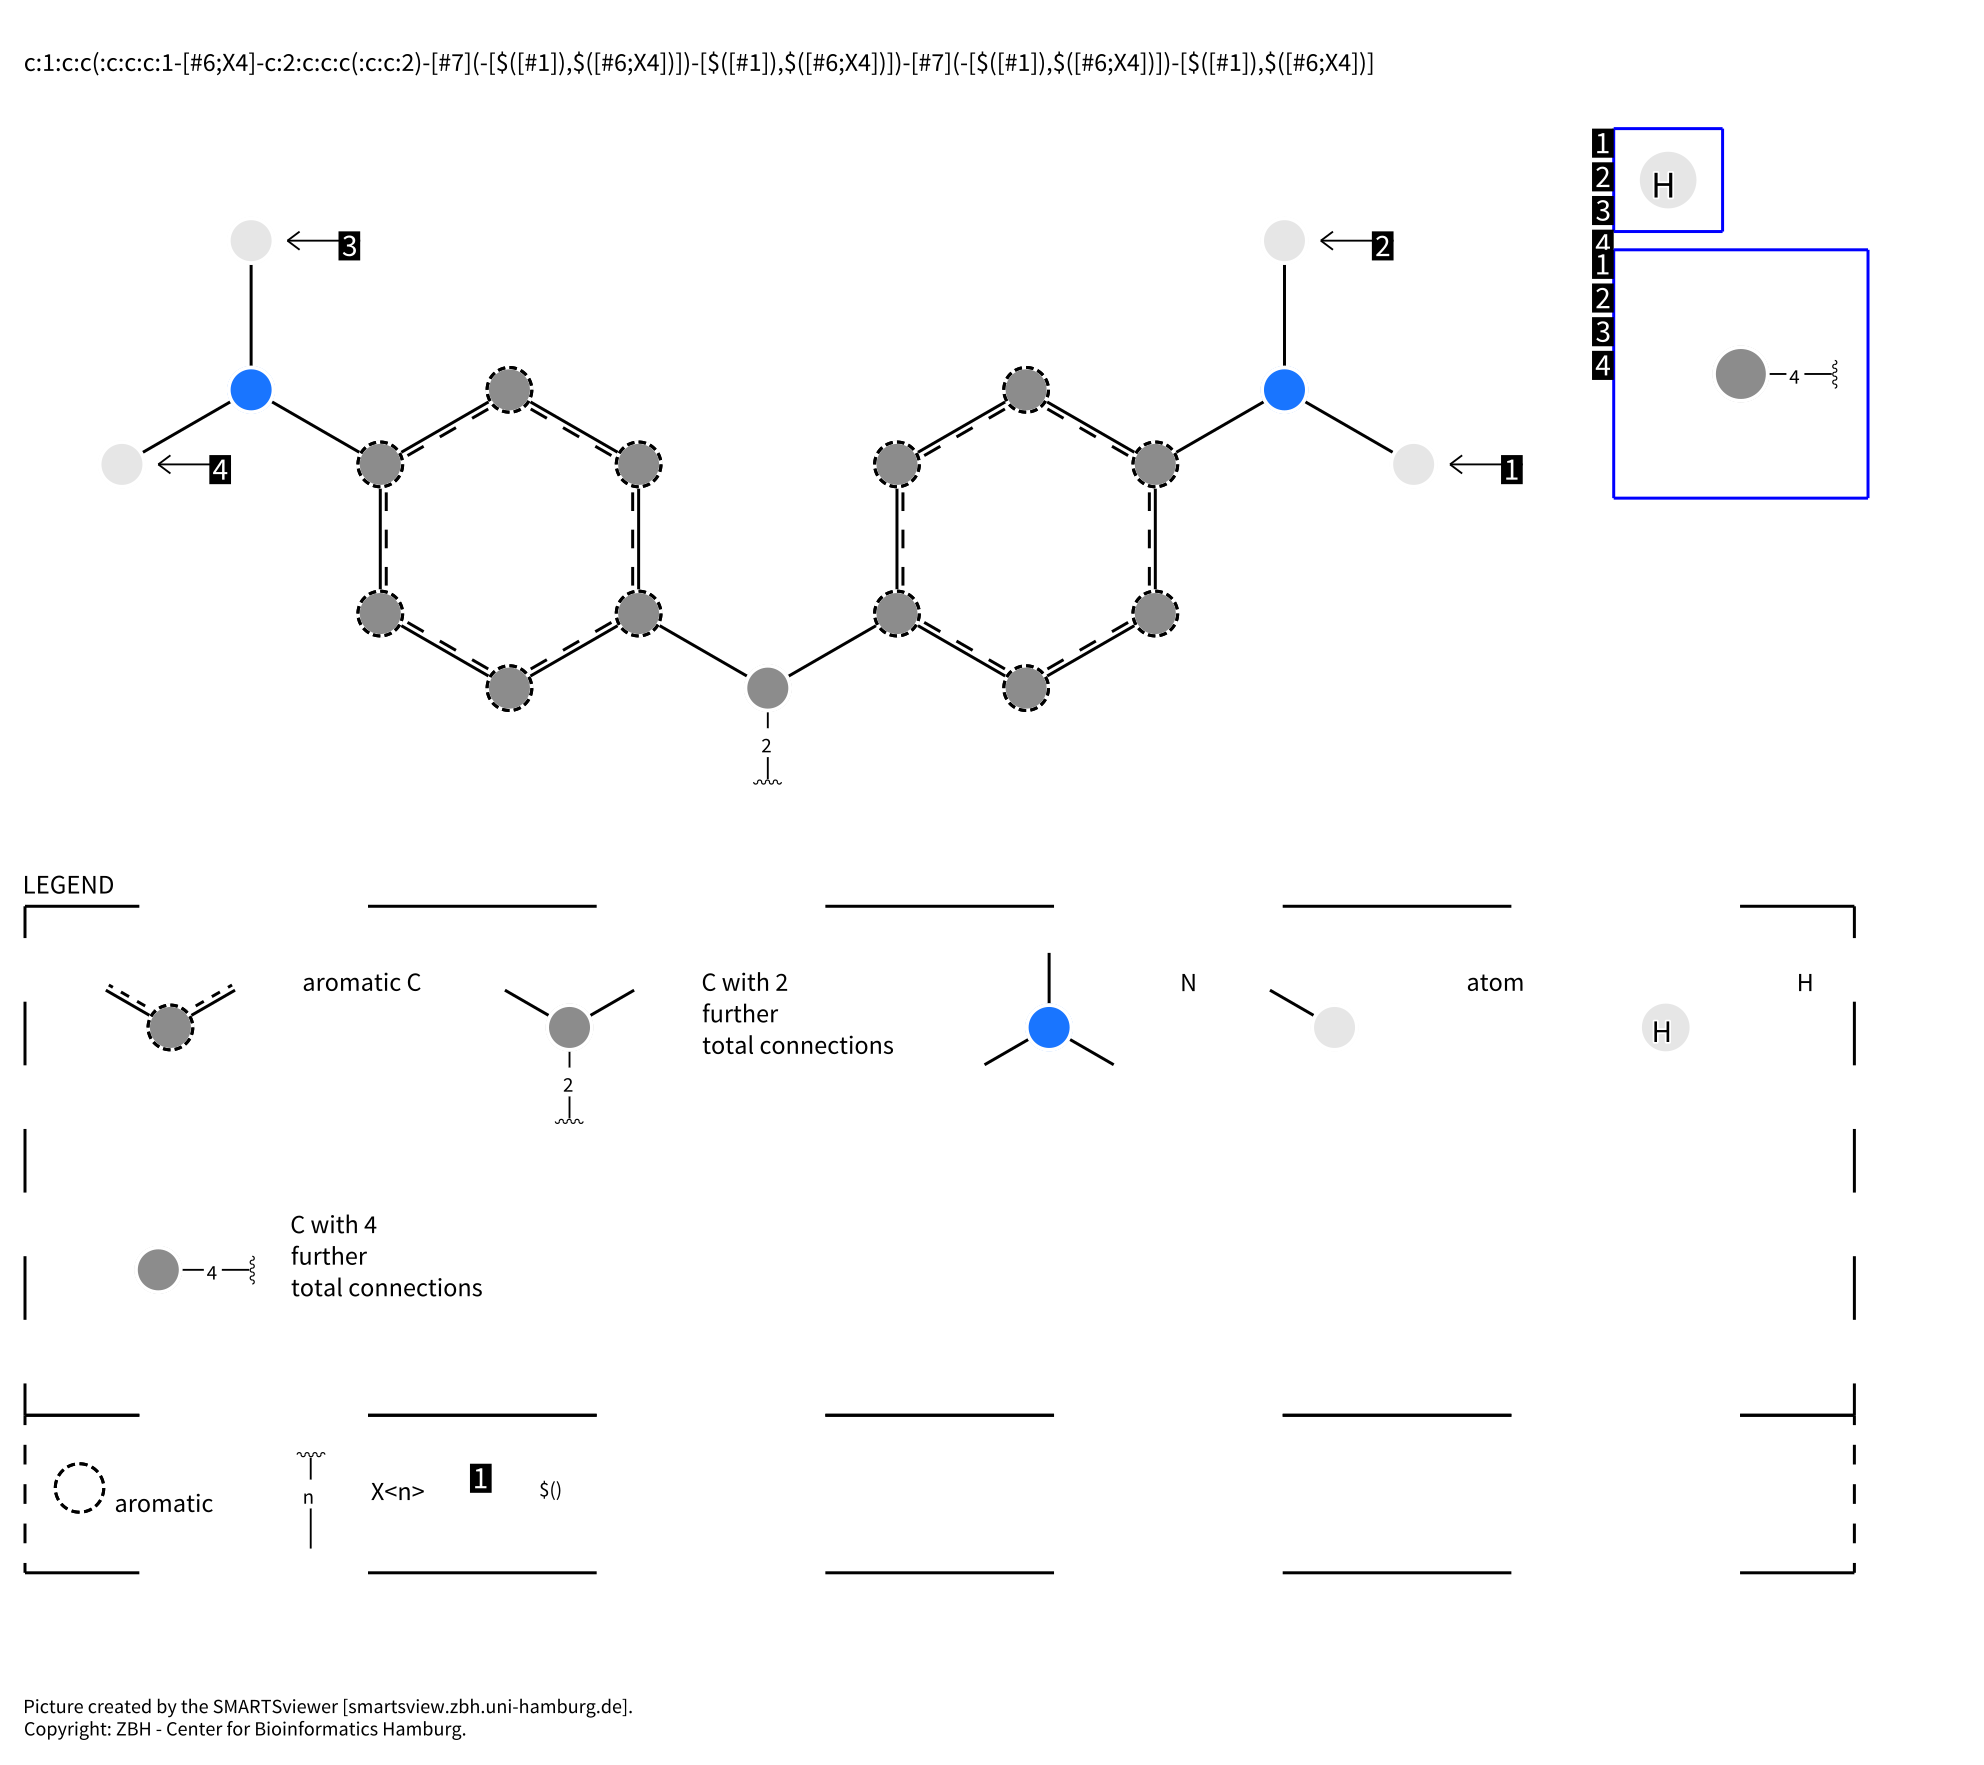 c:1:c:c(:c:c:c:1-[#6;X4]-c:2:c:c:c(:c:c:2)-[#7](-[$([#1]),$([#6;X4])])-[$([#1]),$([#6;X4])])-[#7](-[$([#1]),$([#6;X4])])-[$([#1]),$([#6;X4])]
1
H
2
3
4
3
2
1
2
3
4
4
4
1
2
LEGEND
aromatic C
C with 2
further
total connections
2
N
atom
H
H
C with 4
further
total connections
4
aromatic
n
X<n>
1
$()
Picture created by the SMARTSviewer [smartsview.zbh.uni-hamburg.de].
Copyright: ZBH - Center for Bioinformatics Hamburg.